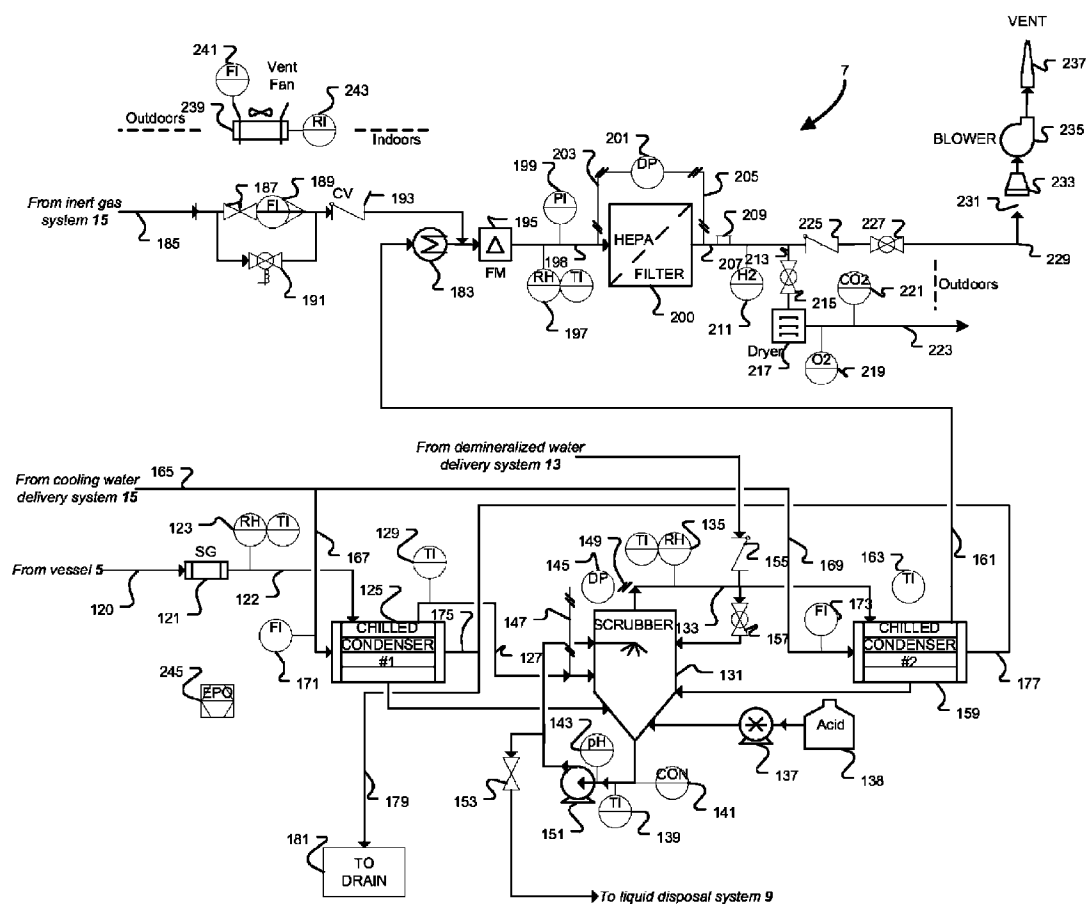 VENT
237
241
FI
Vent
Fan
243
7
239
RI
Outdoors
Indoors
BLOWER
235
201
203
DP
205
199
PI
233
187
189
FI
CV
193
231
From inert gas
system 15
185
195
209
225
227
FM
198
HEPA
FILTER
207
213
229
191
183
RH
TI
197
200
H2
211
215
CO2
221
Outdoors
Dryer
217
O2
219
223
From demineralized water
delivery system 13
From cooling water
delivery system 15
165
123
RH
TI
129
TI
149
TI
RH
135
145
DP
155
169
163
TI
161
SG
From vessel 5
120
121
122
167
125
175
147
127
SCRUBBER
133
157
FI
173
FI
171
CHILLED
CONDENSER
#1
131
CHILLED
CONDENSER
#2
177
159
245
EPO
143
pH
Acid
137
138
153
151
TI
139
CON
141
179
181
TO
DRAIN
To liquid disposal system 9